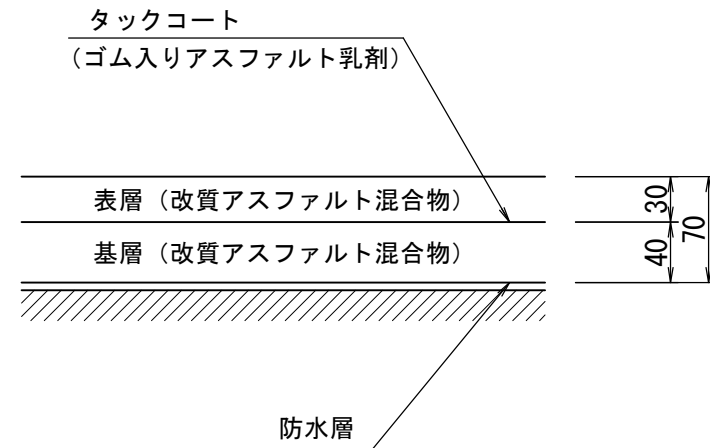 タックコート
(ゴム入りアスファルト乳剤)
表層（改質アスファルト混合物）
30
70
基層（改質アスファルト混合物）
40
防水層